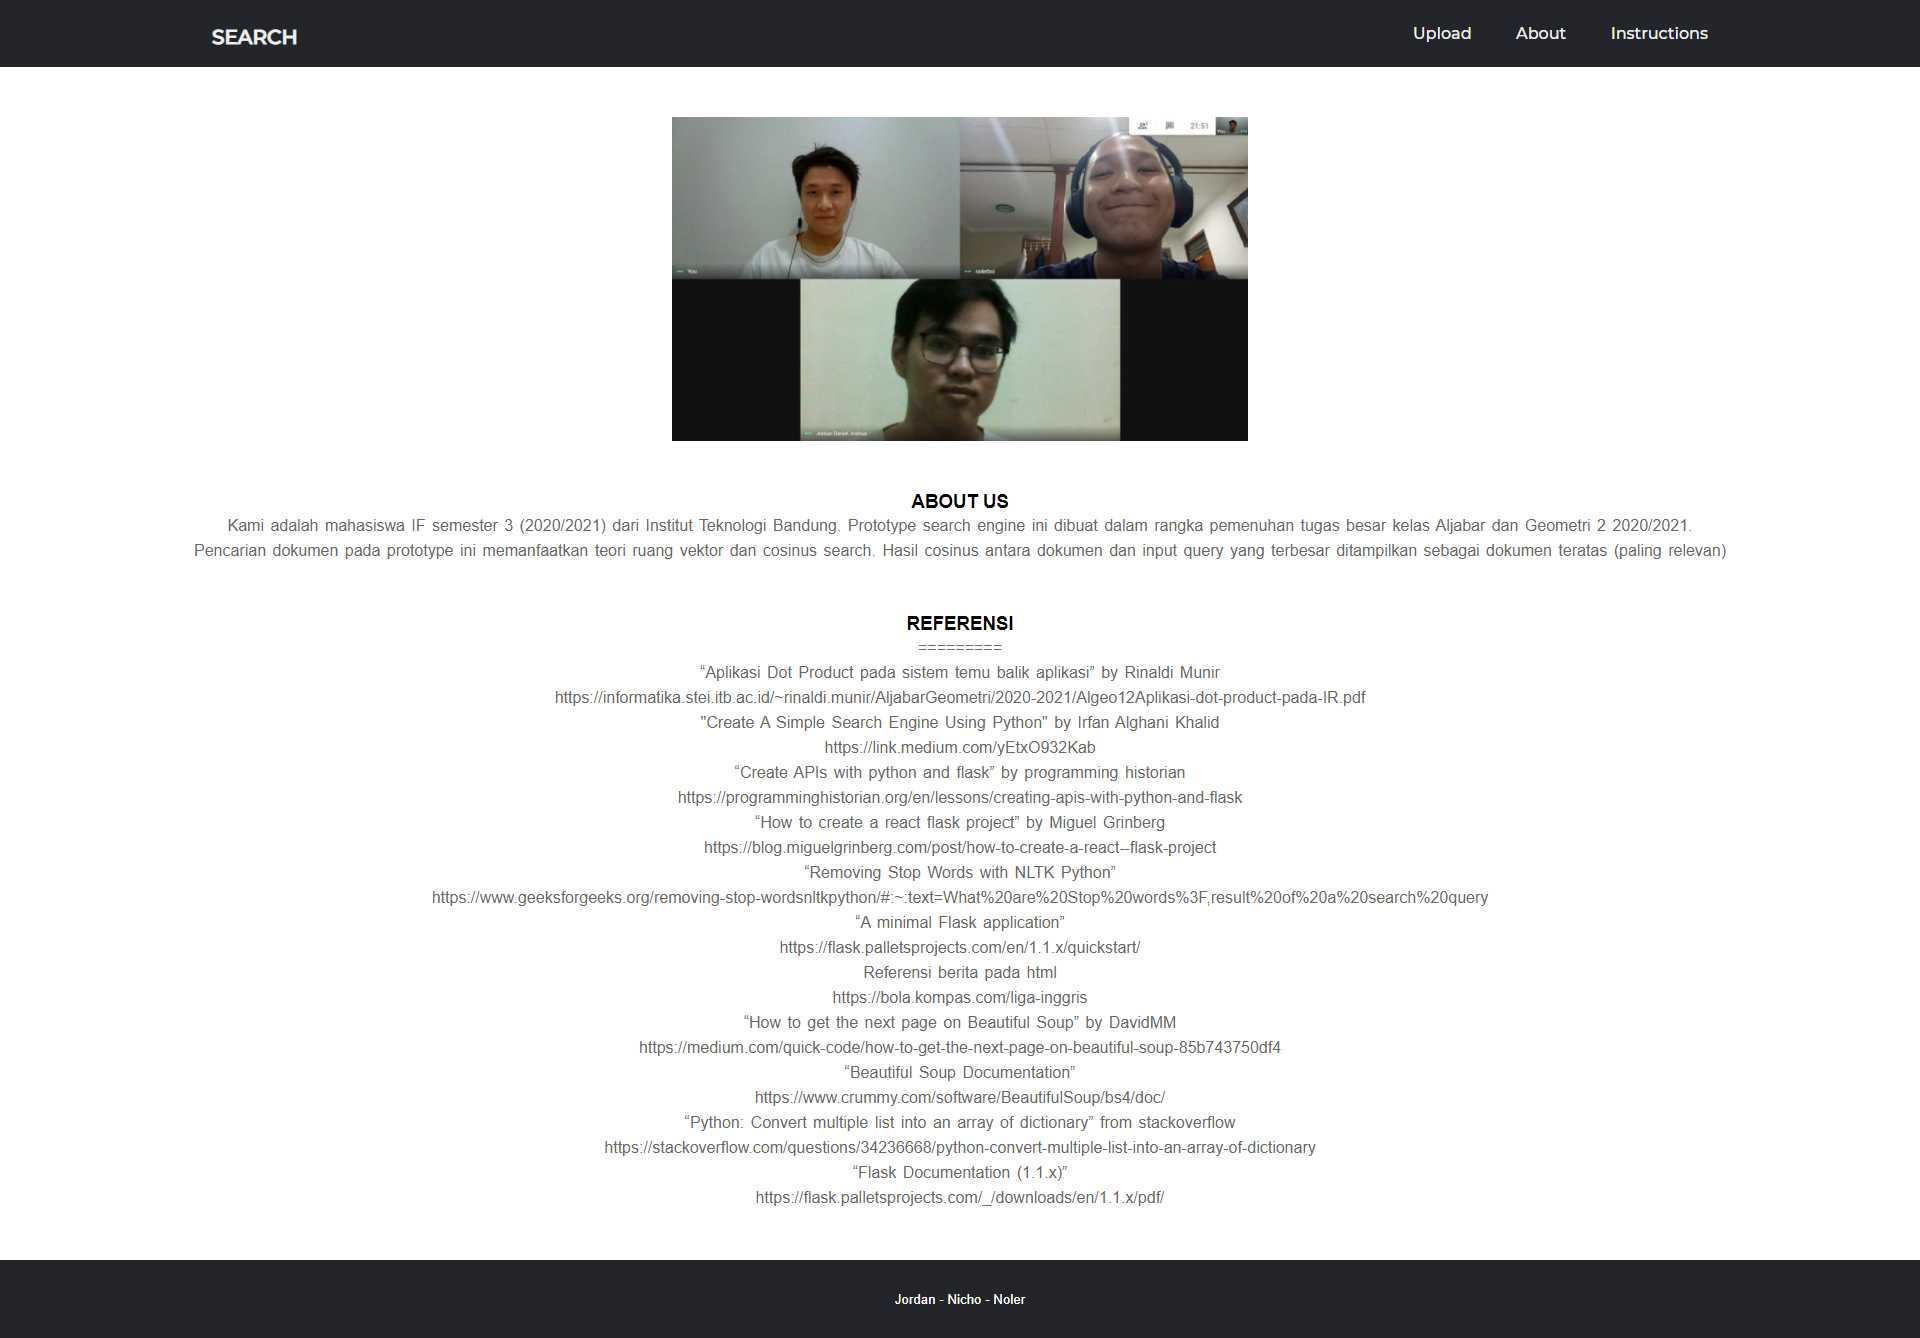 SEARCH
Upload
About
Instructions
21:51
You
You
nolerboi
Jordan Daniel Joshua
ABOUT US
Kami adalah mahasiswa IF semester 3 (2020/2021) dari Institut Teknologi Bandung. Prototype search engine ini dibuat dalam rangka pemenuhan tugas besar kelas Aljabar dan Geometri 2 2020/2021.
Pencarian dokumen pada prototype ini memanfaatkan teori ruang vektor dan cosinus search. Hasil cosinus antara dokumen dan input query yang terbesar ditampilkan sebagai dokumen teratas (paling relevan)
REFERENSI
=========
“Aplikasi Dot Product pada sistem temu balik aplikasi” by Rinaldi Munir
https://informatika.stei.itb.ac.id/~rinaldi.munir/AljabarGeometri/2020-2021/Algeo12Aplikasi-dot-product-pada-IR.pdf
"Create A Simple Search Engine Using Python" by Irfan Alghani Khalid
https://link.medium.com/yEtxO932Kab
“Create APIs with python and flask” by programming historian
https://programminghistorian.org/en/lessons/creating-apis-with-python-and-flask
“How to create a react flask project” by Miguel Grinberg
https://blog.miguelgrinberg.com/post/how-to-create-a-react--flask-project
“Removing Stop Words with NLTK Python”
https://www.geeksforgeeks.org/removing-stop-wordsnltkpython/#:~:text=What%20are%20Stop%20words%3F,result%20of%20a%20search%20query
“A minimal Flask application”
https://flask.palletsprojects.com/en/1.1.x/quickstart/
Referensi berita pada html
https://bola.kompas.com/liga-inggris
“How to get the next page on Beautiful Soup” by DavidMM
https://medium.com/quick-code/how-to-get-the-next-page-on-beautiful-soup-85b743750df4
“Beautiful Soup Documentation”
https://www.crummy.com/software/BeautifulSoup/bs4/doc/
“Python: Convert multiple list into an array of dictionary” from stackoverflow
https://stackoverflow.com/questions/34236668/python-convert-multiple-list-into-an-array-of-dictionary
“Flask Documentation (1.1.x)”
https://flask.palletsprojects.com/_/downloads/en/1.1.x/pdf/
Jordan - Nicho - Noler